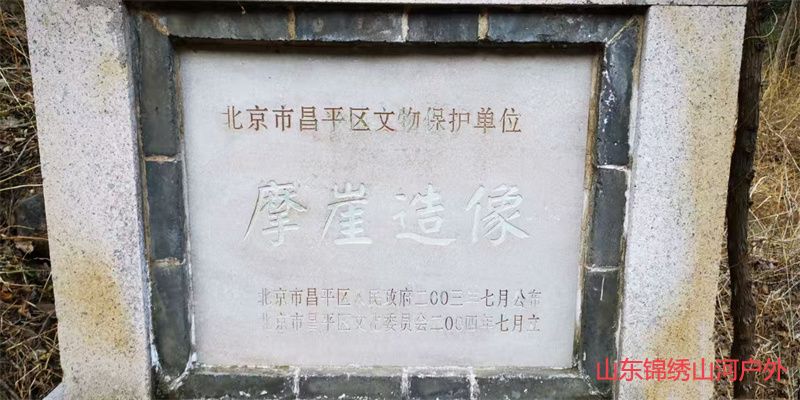 北京市昌平区文物保护单位
摩崖造像
北京市昌平区人民政府二〇〇三年七月公布
北京市昌平区文化委员会二〇〇四年七月立
山东锦绣山河户外